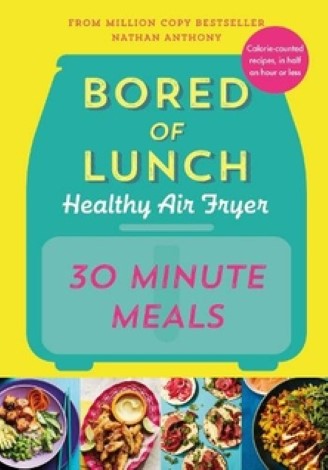 FROM MILLION COPY BESTSELLER
NATHAN ANTHONY
Calorie-counted
recipes, in half
an hour or less
BORED
OF
LUNCH
Healthy Air Fryer
30 MINUTE
MEALS